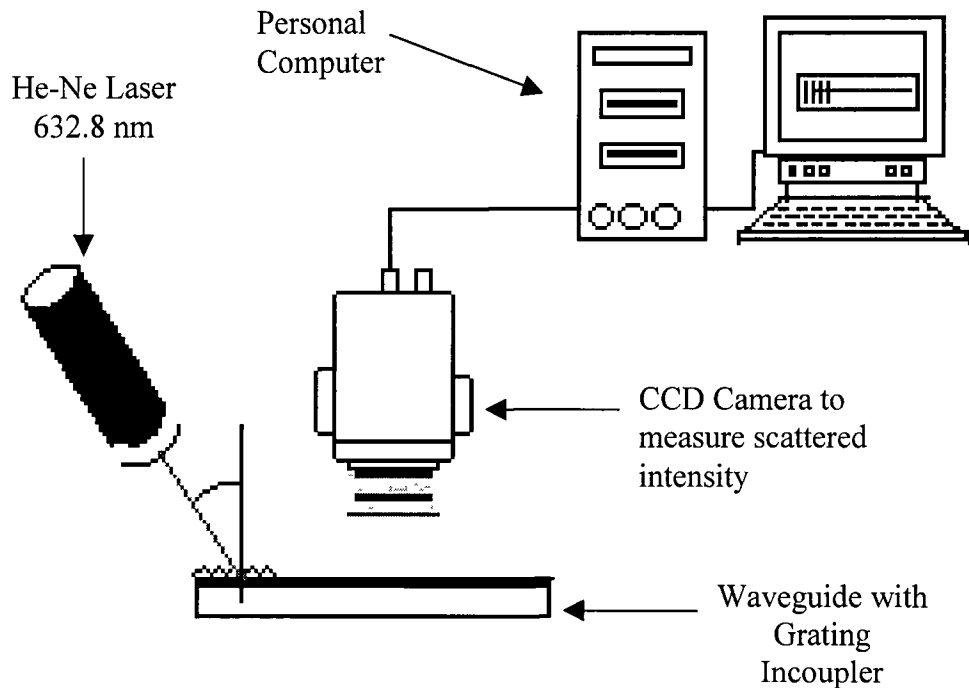 Personal
Computer
He-Ne Laser
632.8 nm
CCD Camera to
measure scattered
intensity
Waveguide with
Grating
Incoupler